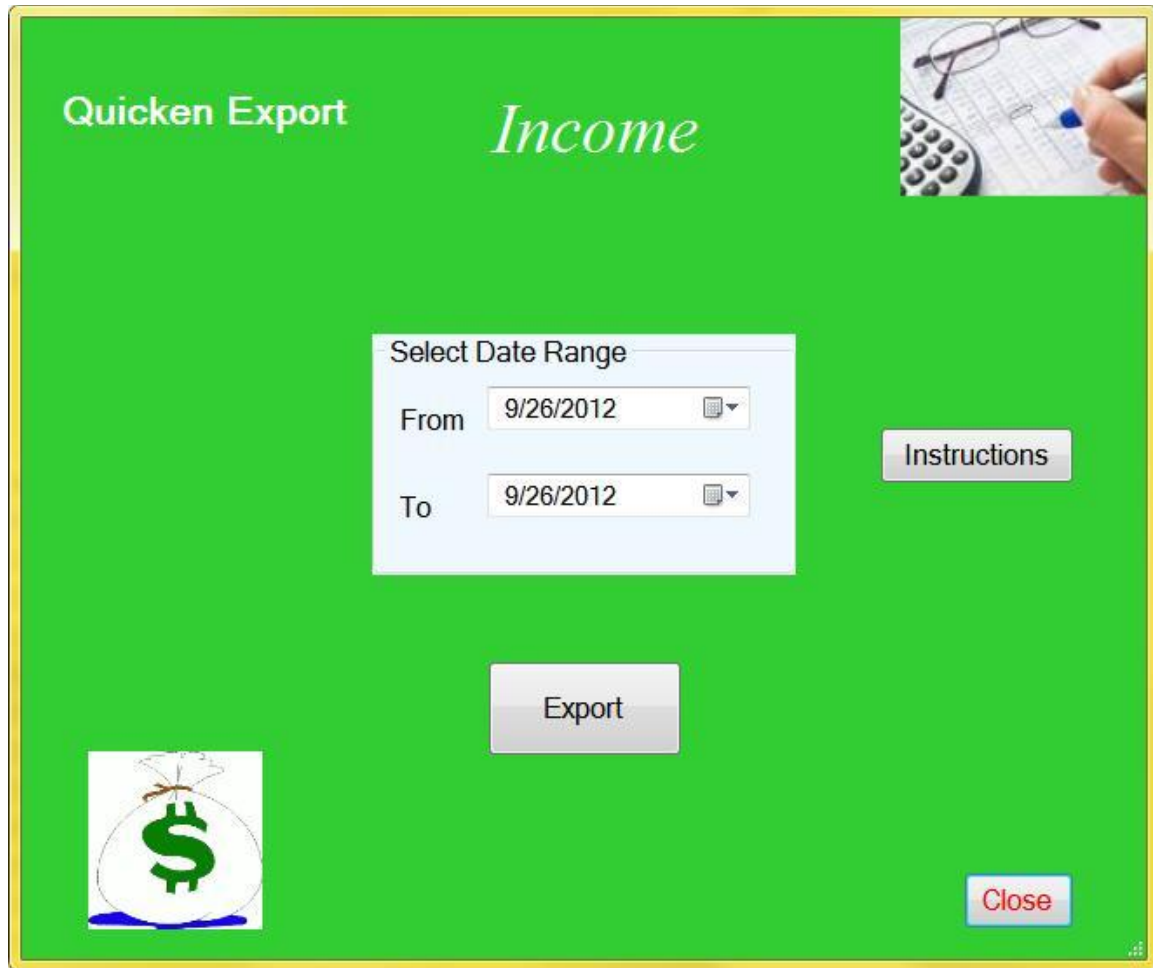 Quicken Export
Income
Select Date Range
From 9/26/2012
To 9/26/2012
Instructions
Export
$
Close